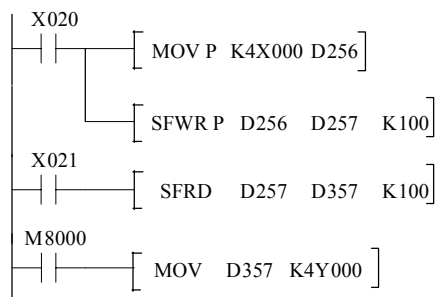 X020
MOV P K4X000 D256
SFWR P D256 D257 K100
X021
SFRD D257 D357 K100
M8000
MOV D357 K4Y000